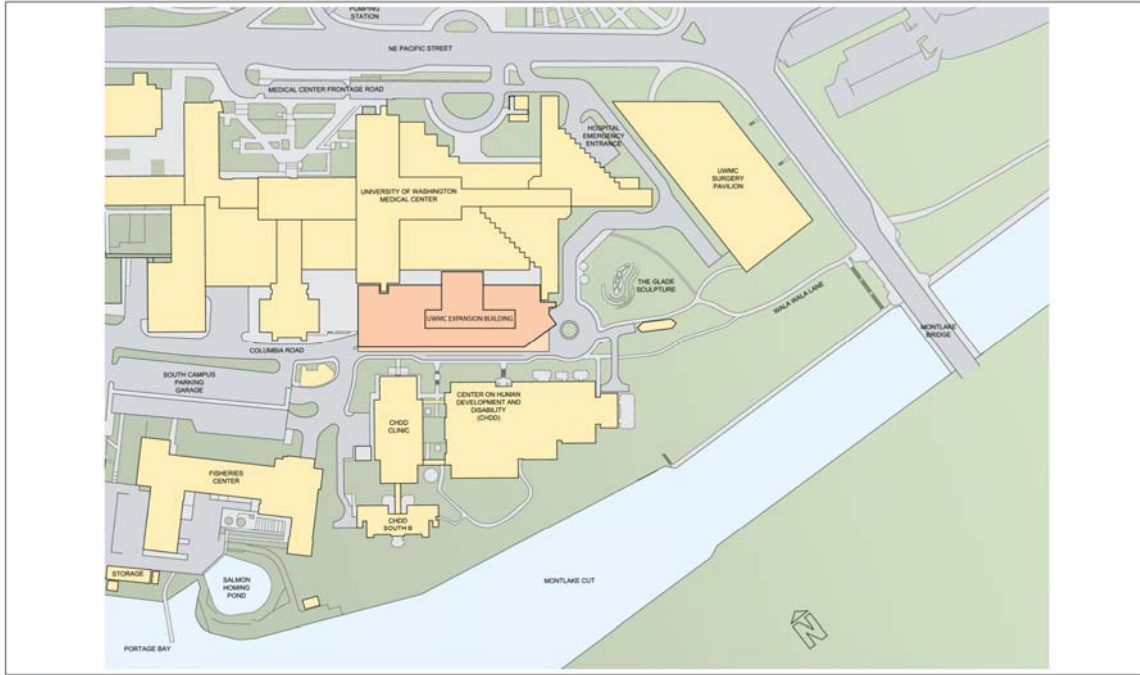 PUMPING
STATION
NE PACIFIC STREET
MEDICAL CENTER FRONTAGE ROAD
HOSPITAL
EMERGENCY
ENTRANCE
UWMC
SURGERY
PAVILION
UNIVERSITY OF WASHINGTON
MEDICAL CENTER
THE GLADE
SCULPTURE
WALA WALA LANE
UWMC EXPANSION BUILDING
MONTLAKE
BRIDGE
COLUMBIA ROAD
SOUTH CAMPUS
PARKING
GARAGE
CENTER ON HUMAN
DEVELOPMENT AND
DISABILITY
(CHDD)
CHDD
CLINIC
FISHERIES
CENTER
CHDD
SOUTH B
STORAGE
SALMON
HOMING
POND
MONTLAKE CUT
PORTAGE BAY
N